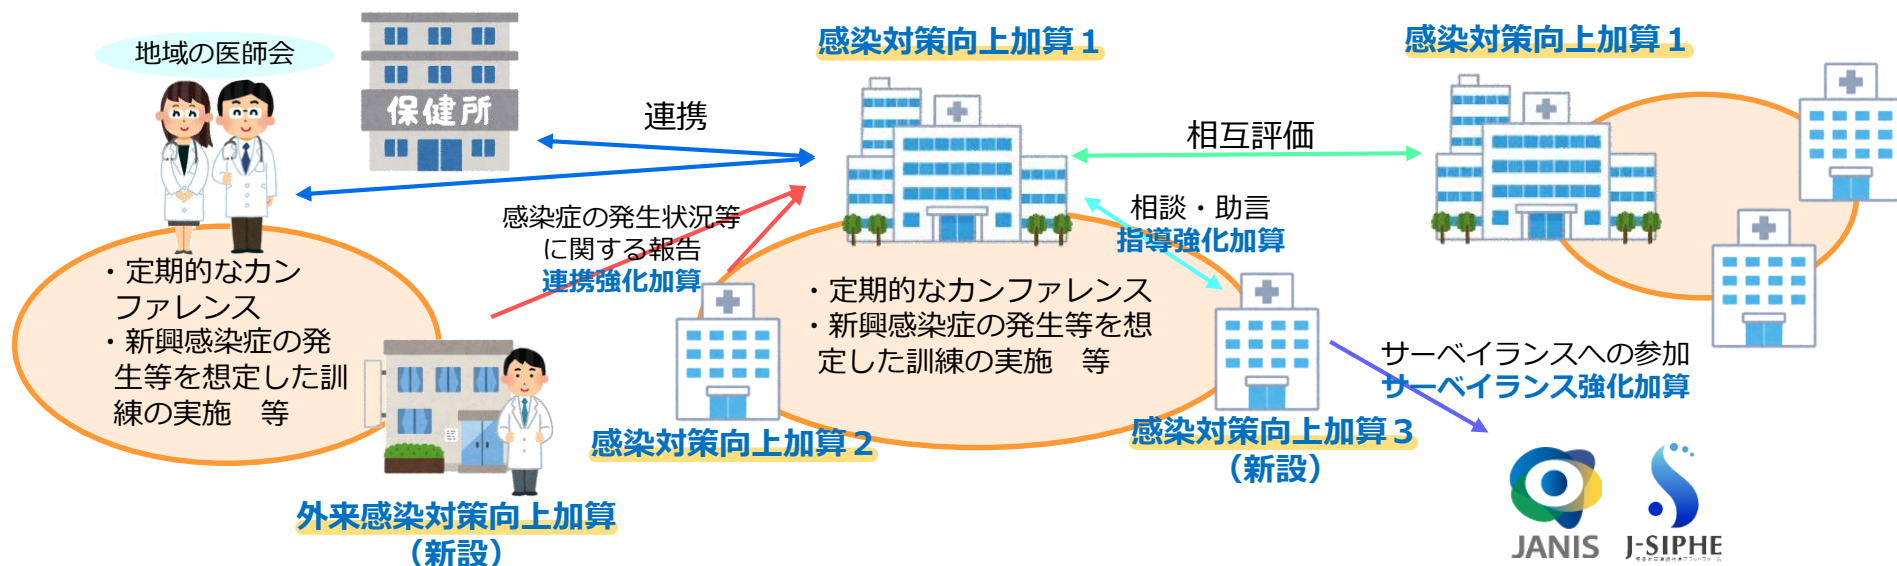 地域の医師会
保健所
連携
感染対策向上加算１
感染対策向上加算１
相互評価
感染症の発生状況等
に関する報告
連携強化加算
相談・助言
指導強化加算
・定期的なカン
ファレンス
・新興感染症の発
生等を想定した訓
練の実施　等
・定期的なカンファレンス
・新興感染症の発生等を想
定した訓練の実施　等
サーベイランスへの参加
サーベイランス強化加算
感染対策向上加算２
感染対策向上加算３
（新設）
外来感染対策向上加算
（新設）
JANIS
J-SIPHE